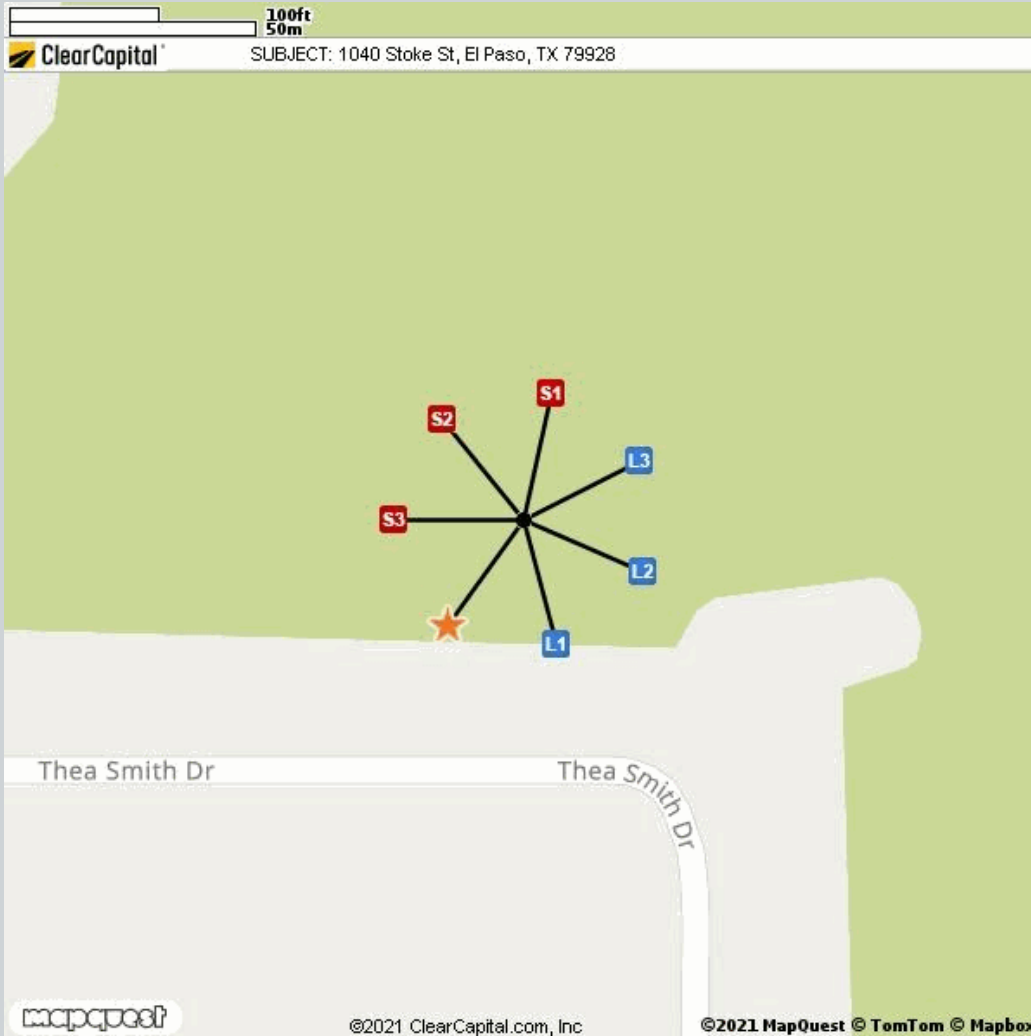 100ft
50m
ClearCapital
SUBJECT: 1040 Stoke St, El Paso, TX 79928
S1
S2
L3
S3
L2
L1
Thea Smith Dr
Thea Smith Dr
mapquest
©2021 ClearCapital.com, Inc
©2021 MapQuest © TomTom © Mapbox